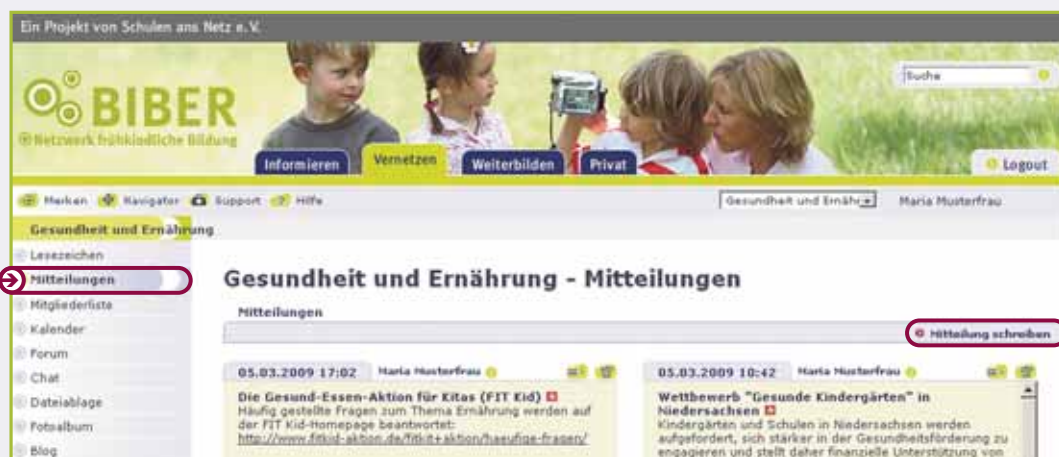 Ein Projekt von Schulen ans Netz e.V.
BIBER
Netzwerk frühkindliche Bildung
Suche
Informieren Vernetzen Weiterbilden Privat
Logout
Merken Navigator Support Hilfe
Gesundheit und Ernähr
Maria Musterfrau
Gesundheit und Ernährung
Lesezeichen
Mitteilungen
Mitgliederliste
Kalender
Forum
Chat
Dateiablage
Fotoalbum
Blog
Gesundheit und Ernährung - Mitteilungen
Mitteilungen
Mitteilung schreiben
05.03.2009 17:02 Maria Musterfrau
Die Gesund-Essen-Aktion für Kitas (FIT Kid)
Häufig gestellte Fragen zum Thema Ernährung werden auf
der FIT Kid-Homepage beantwortet:
http://www.fitkid-aktion.de/fitkit+aktion/haeufige-fragen/
05.03.2009 10:42 Maria Musterfrau
Wettbewerb "Gesunde Kindergärten" in
Niedersachsen
Kindergärten und Schulen in Niedersachsen werden
aufgefordert, sich stärker in der Gesundheitsförderung zu
engagieren und stellt daher finanzielle Unterstützung von